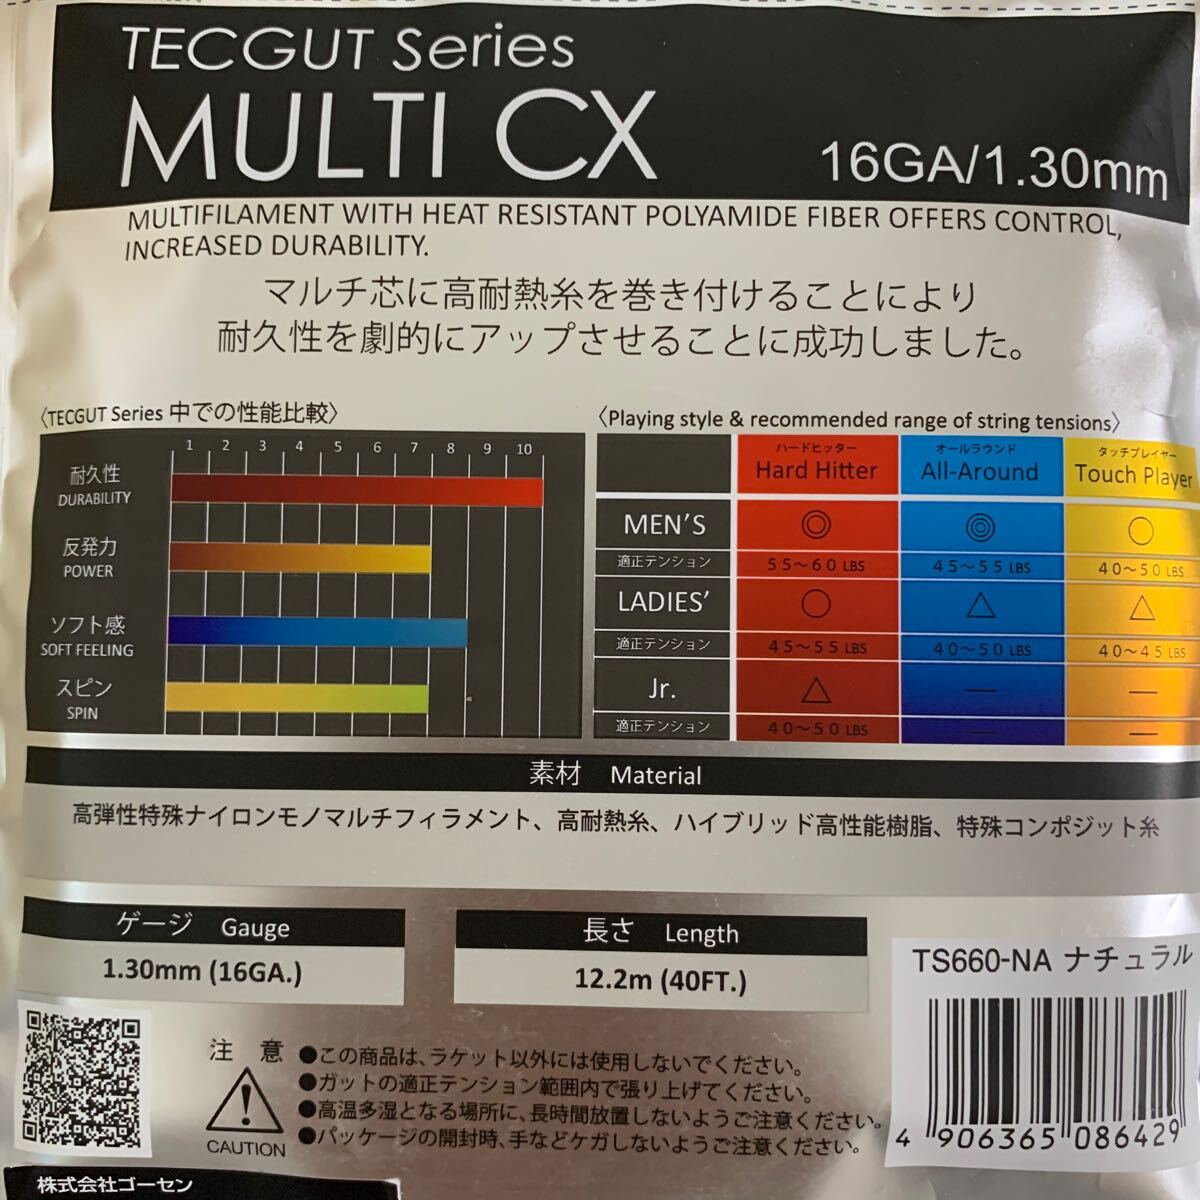 TECGUT Series
MULTI CX
16GA/1.30mm
MULTIFILAMENT WITH HEAT RESISTANT POLYAMIDE FIBER OFFERS CONTROL,
INCREASED DURABILITY.
マルチ芯に高耐熱糸を巻き付けることにより
耐久性を劇的にアップさせることに成功しました。
〈TECGUT Series 中での性能比較〉
1 2 3 4 5 6 7 8 9 10
耐久性
DURABILITY
反発力
POWER
ソフト感
SOFT FEELING
スピン
SPIN
〈Playing style & recommended range of string tensions〉
ハードヒッター オールラウンド タッチプレイヤー
Hard Hitter All-Around Touch Player
MEN'S ◎ ◎ ○
適正テンション 55～60 LBS 45～55 LBS 40～50 LBS
LADIES' ○ △ △
適正テンション 45～55 LBS 40～50 LBS 40～45 LBS
Jr. △ — —
適正テンション 40～50 LBS — —
素材 Material
高弾性特殊ナイロンモノマルチフィラメント、高耐熱糸、ハイブリッド高性能樹脂、特殊コンポジット糸
ゲージ Gauge
1.30mm (16GA.)
長さ Length
12.2m (40FT.)
TS660-NA ナチュラル
4 906365 086429
注 意
CAUTION
●この商品は、ラケット以外には使用しないでください。
●ガットの適正テンション範囲内で張り上げてください。
●高温多湿となる場所に、長時間放置しないようご注意ください。
●パッケージの開封時、手などケガしないようご注意ください。
株式会社ゴーセン